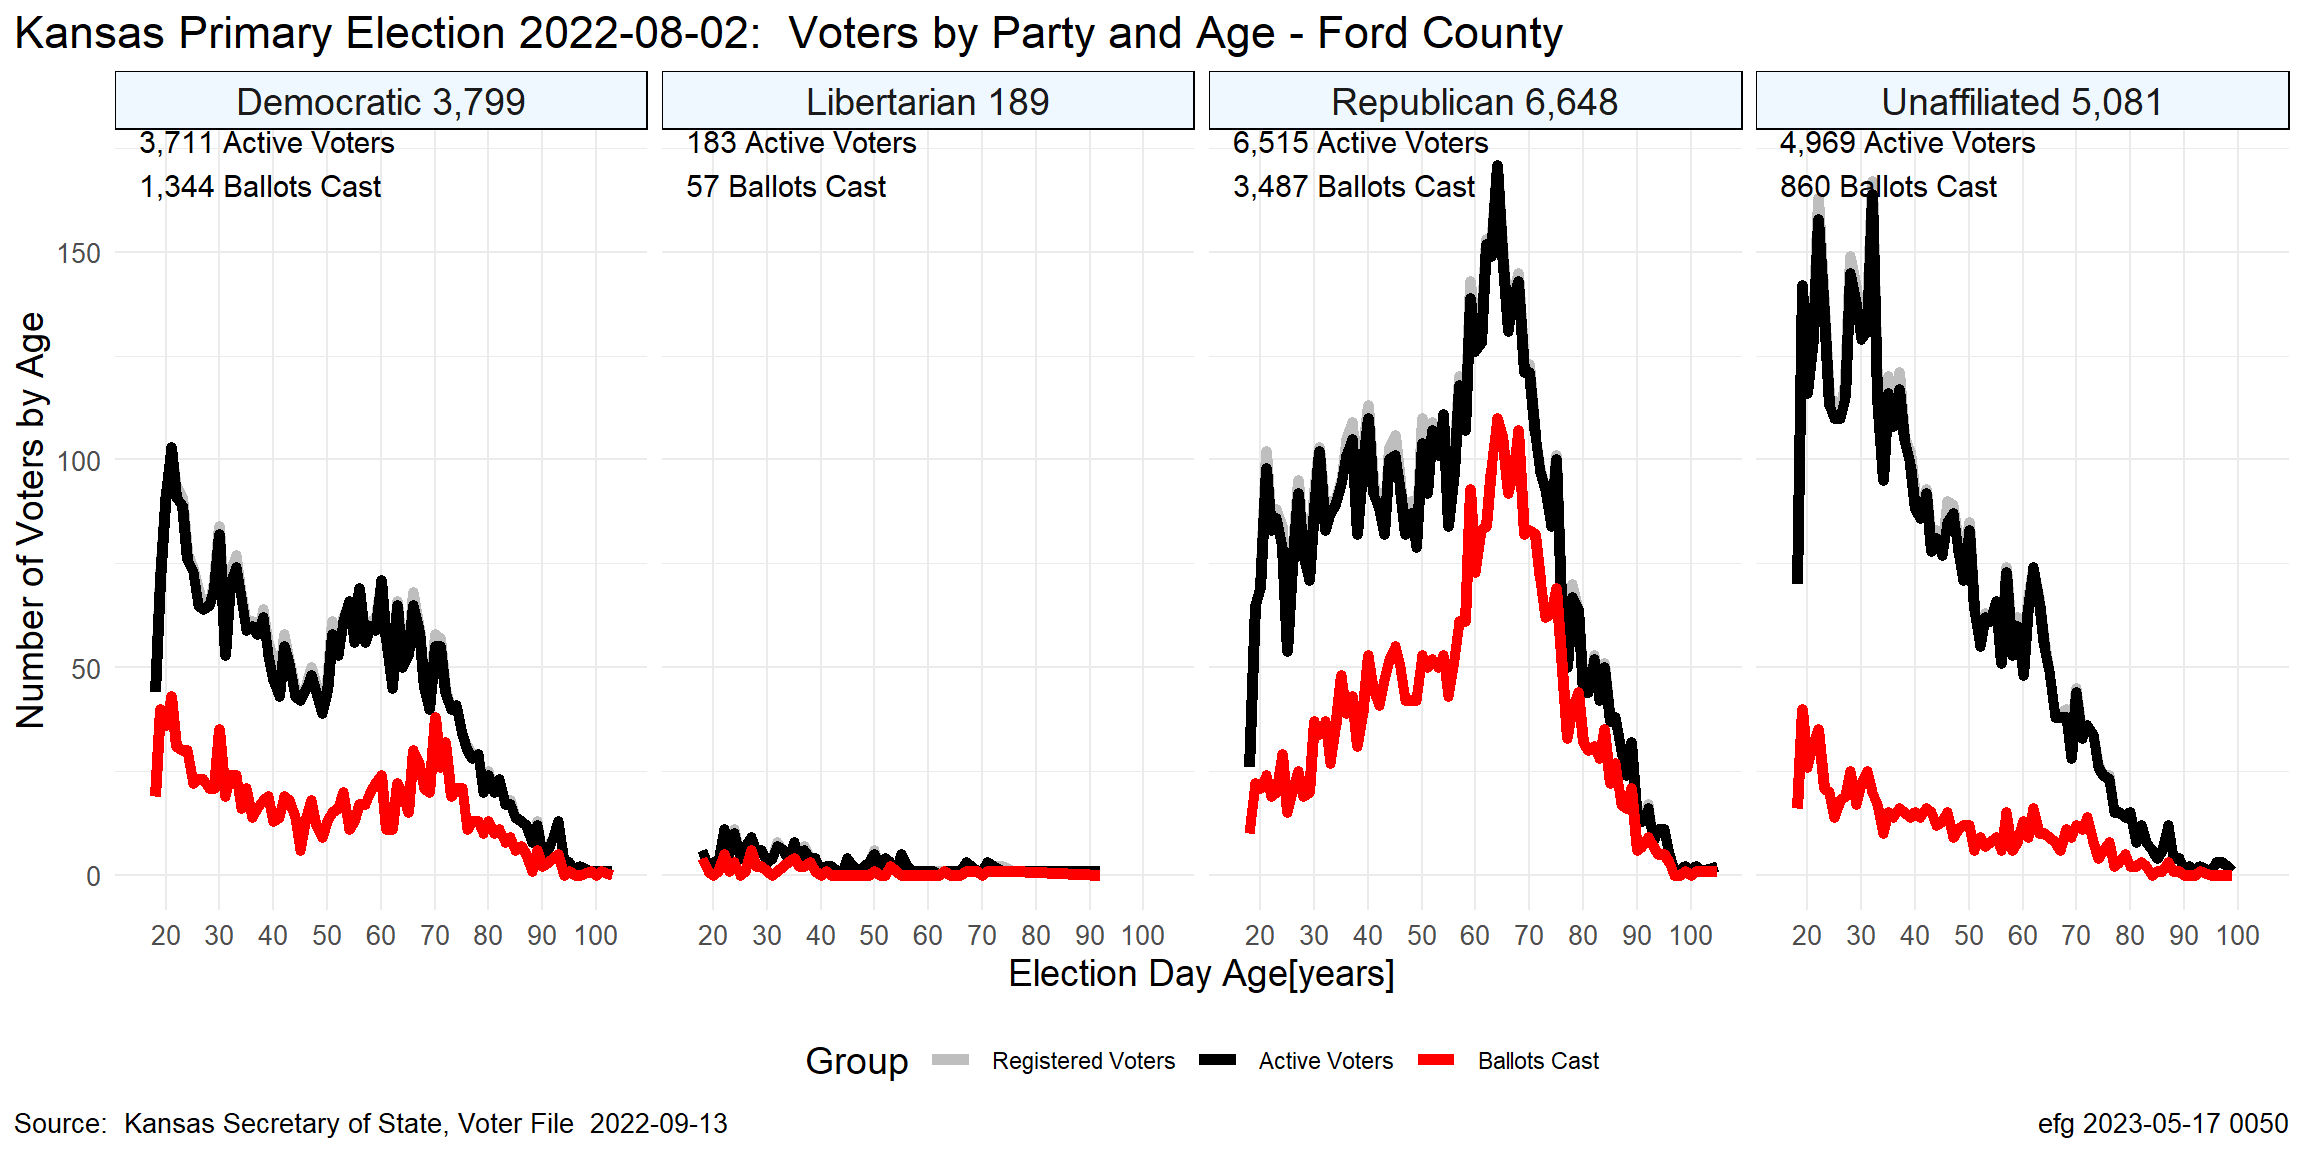 Kansas Primary Election 2022-08-02:  Voters by Party and Age - Ford County
Democratic 3,799
Libertarian 189
Republican 6,648
Unaffiliated 5,081
3,711 Active Voters
1,344 Ballots Cast
183 Active Voters
57 Ballots Cast
6,515 Active Voters
3,487 Ballots Cast
4,969 Active Voters
860 Ballots Cast
Number of Voters by Age
150
100
50
0
20 30 40 50 60 70 80 90 100
20 30 40 50 60 70 80 90 100
20 30 40 50 60 70 80 90 100
20 30 40 50 60 70 80 90 100
Election Day Age[years]
Group Registered Voters Active Voters Ballots Cast
Source:  Kansas Secretary of State, Voter File  2022-09-13
efg 2023-05-17 0050